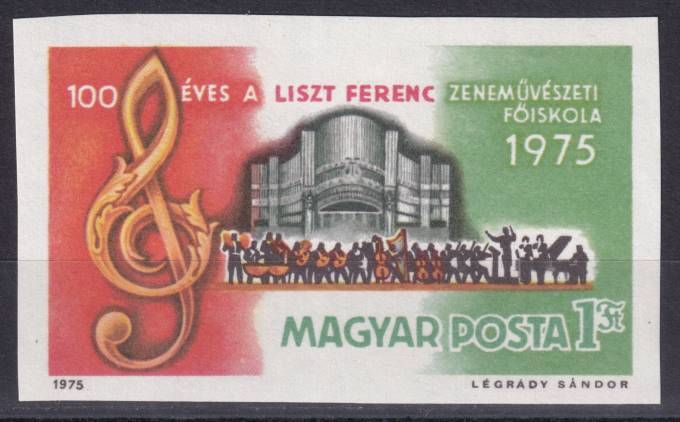 100 ÉVES A LISZT FERENC ZENEMŰVÉSZETI
FŐISKOLA
1975
MAGYAR POSTA 1 Ft
1975 LÉGRÁDY SÁNDOR